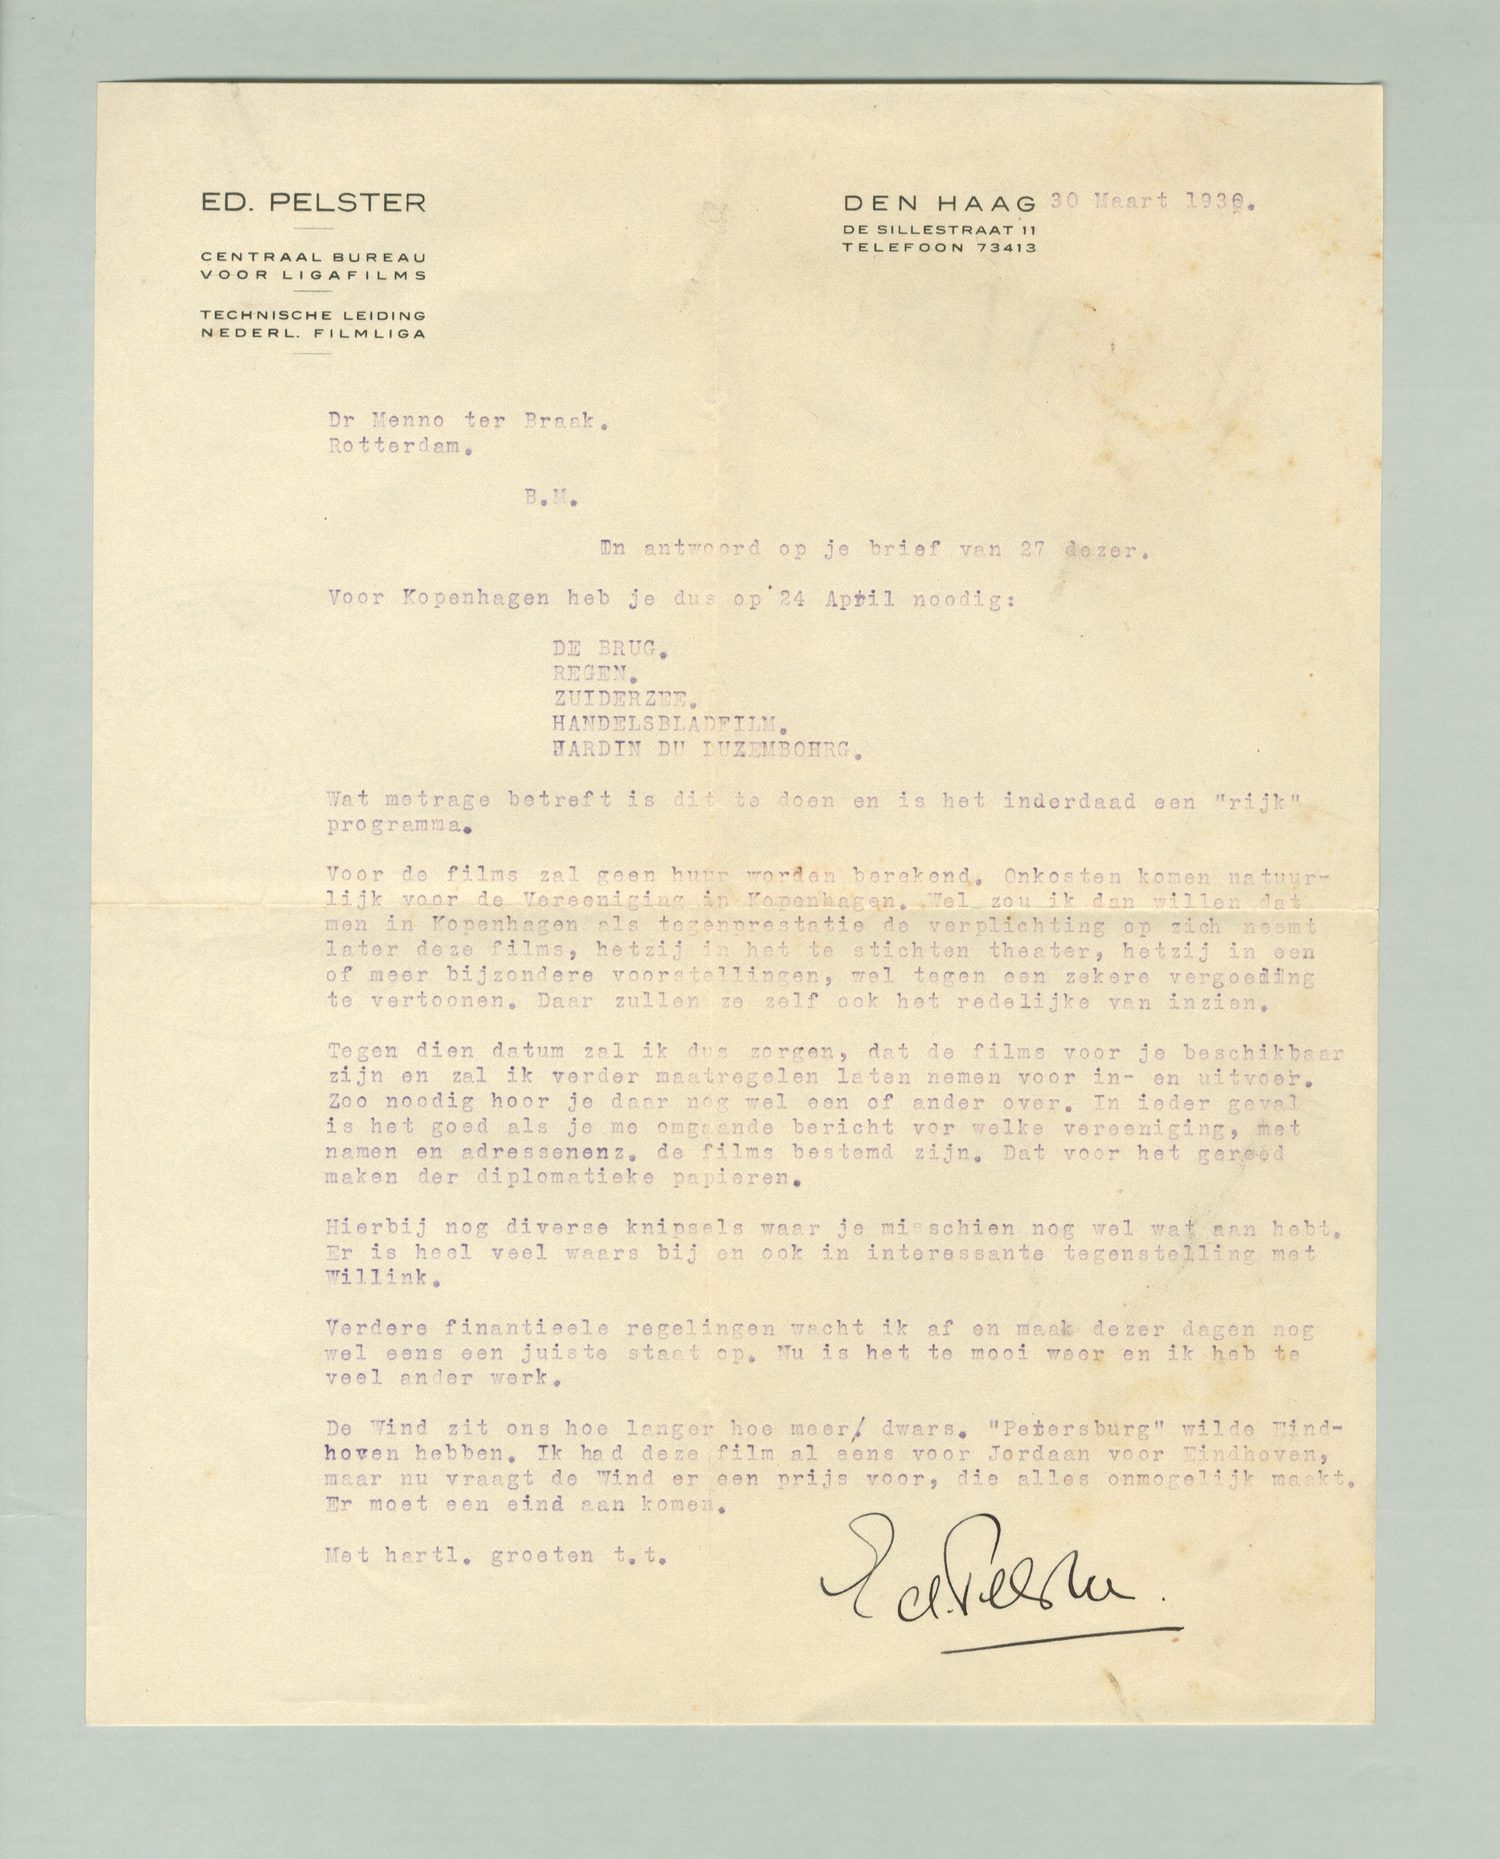 ED. PELSTER
CENTRAAL BUREAU
VOOR LIGAFILMS
TECHNISCHE LEIDING
NEDERL. FILMLIGA
DEN HAAG 30 Maart 1930.
DE SILLESTRAAT 11
TELEFOON 73413
Dr Menno ter Braak.
Rotterdam.
B.M.
In antwoord op je brief van 27 dezer.
Voor Kopenhagen heb je dus op 24 April noodig:
DE BRUG.
REGEN.
ZUIDERZEE.
HANDELSBLADFILM.
JARDIN DU LUXEMBOHRG.
Wat metrage betreft is dit te doen en is het inderdaad een "rijk"
programma.
Voor de films zal geen huur worden berekend. Onkosten komen natuur-
lijk voor de Vereeniging in Kopenhagen. Wel zou ik dan willen dat
men in Kopenhagen als tegenprestatie de verplichting op zich neemt
later deze films, hetzij in het te stichten theater, hetzij in een
of meer bijzondere voorstellingen, wel tegen een zekere vergoeding
te vertoonen. Daar zullen ze zelf ook het redelijke van inzien.
Tegen dien datum zal ik dus zorgen, dat de films voor je beschikbaar
zijn en zal ik verder maatregelen laten nemen voor in- en uitvoer.
Zoo noodig hoor je daar nog wel een of ander over. In ieder geval
is het goed als je me omgaande bericht vor welke vereeniging, met
namen en adressenenz. de films bestemd zijn. Dat voor het gereed
maken der diplomatieke papieren.
Hierbij nog diverse knipsels waar je misschien nog wel wat aan hebt.
Er is heel veel waars bij en ook in interessante tegenstelling met
Willink.
Verdere finantieele regelingen wacht ik af en maak dezer dagen nog
wel eens een juiste staat op. Nu is het te mooi weer en ik heb te
veel ander werk.
De Wind zit ons hoe langer hoe meer dwars. "Petersburg" wilde Eind-
hoven hebben. Ik had deze film al eens voor Jordaan voor Eindhoven,
maar nu vraagt de Wind er een prijs voor, die alles onmogelijk maakt.
Er moet een eind aan komen.
Met hartl. groeten t.t.
Ed. Pelster.